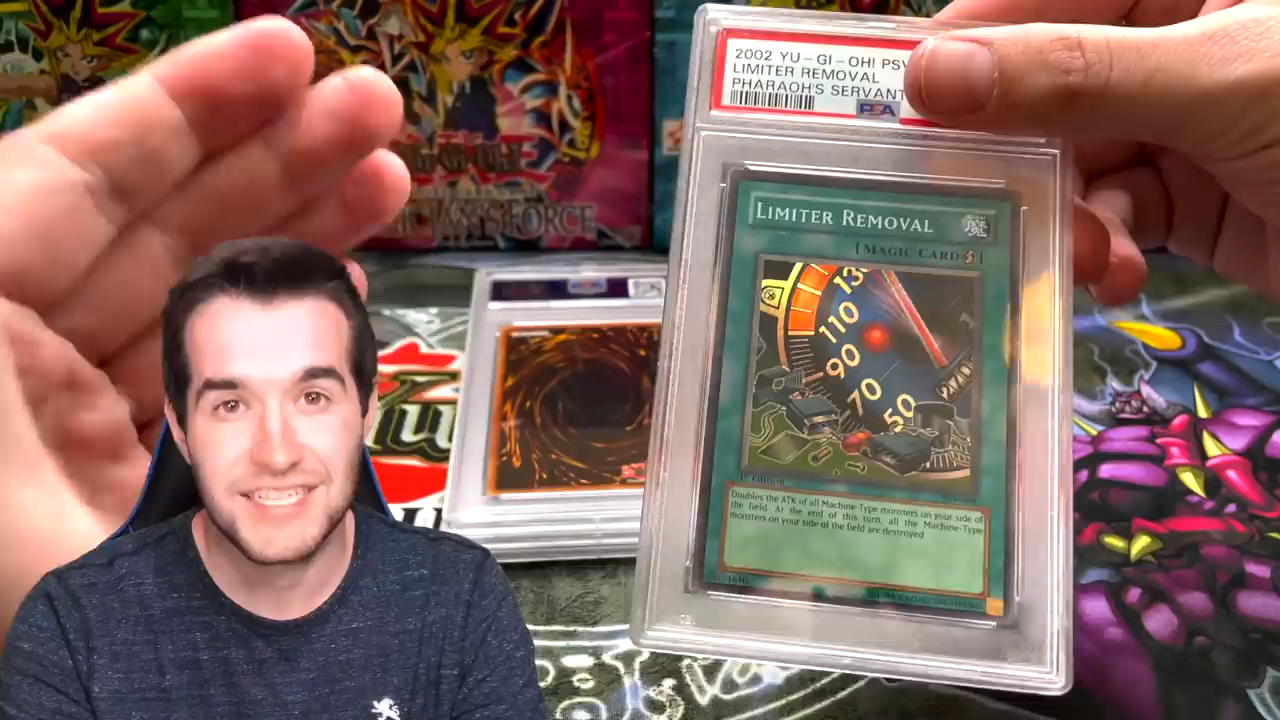 2002 YU-GI-OH! PSV
LIMITER REMOVAL
PHARAOH'S SERVANT
PSA
MAGICIAN'S FORCE
LIMITER REMOVAL
[MAGIC CARD]
130
110
90
70
50
1st edition
Doubles the ATK of all Machine-Type monsters on your side of
the field. At the end of this turn, all the Machine-Type
monsters on your side of the field are destroyed